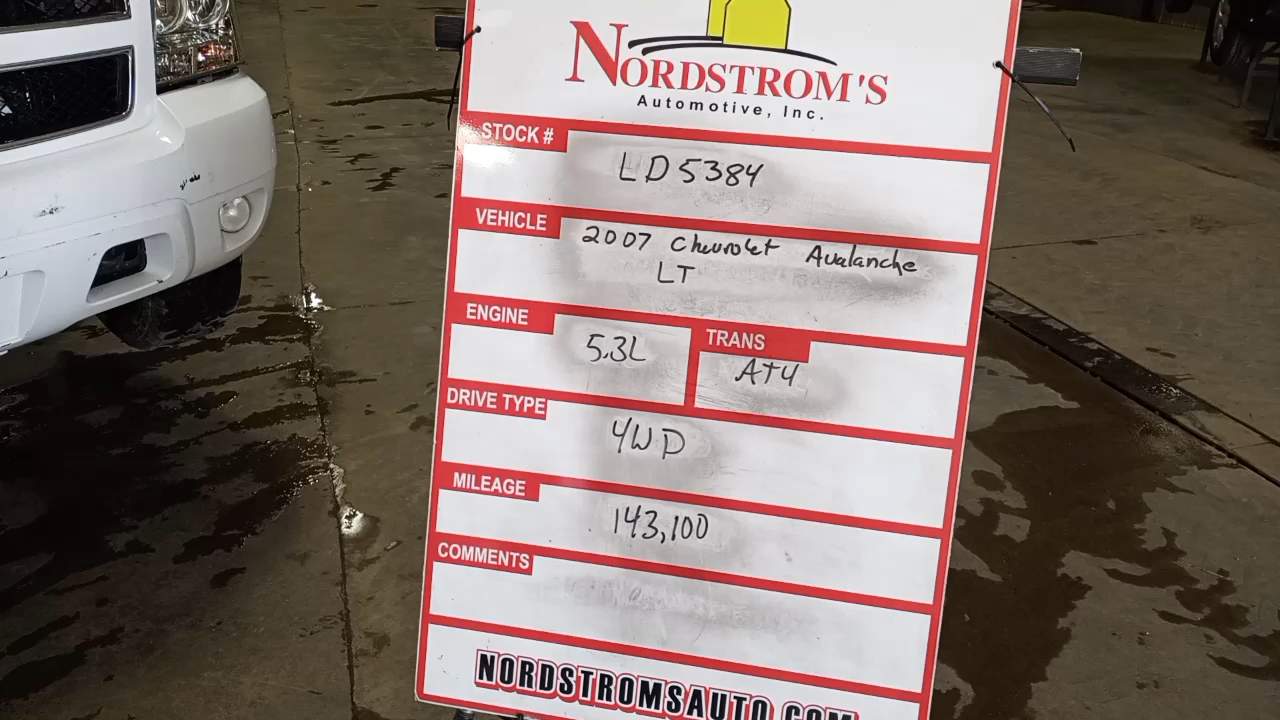 NORDSTROM'S
Automotive, Inc.
STOCK #
LD5384
VEHICLE
2007 Chevrolet Avalanche
LT
ENGINE
5.3L
TRANS
AT4
DRIVE TYPE
4WD
MILEAGE
143,100
COMMENTS
NORDSTROMSAUTO.COM